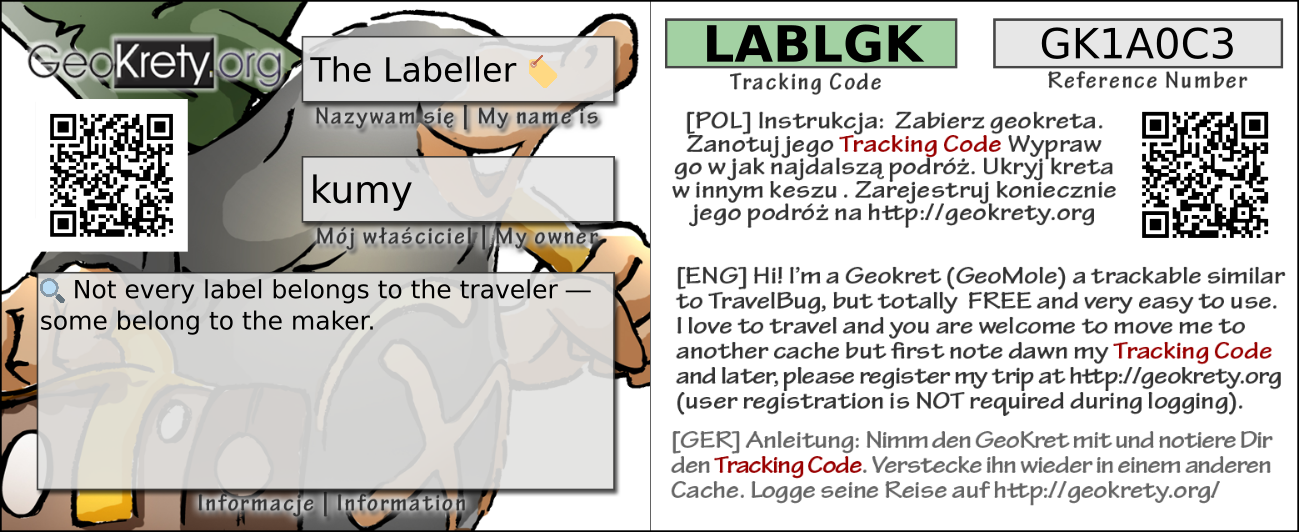 GeoKrety.org
The Labeller 🏷️
Nazywam się | My name is
kumy
Mój właściciel | My owner
🔍 Not every label belongs to the traveler —
some belong to the maker.
Informacje | Information
LABLGK
Tracking Code
GK1A0C3
Reference Number
[POL] Instrukcja: Zabierz geokreta.
Zanotuj jego Tracking Code Wypraw
go w jak najdalszą podróż. Ukryj kreta
w innym keszu . Zarejestruj koniecznie
jego podróż na http://geokrety.org
[ENG] Hi! I'm a Geokret (GeoMole) a trackable similar
to TravelBug, but totally FREE and very easy to use.
I love to travel and you are welcome to move me to
another cache but first note dawn my Tracking Code
and later, please register my trip at http://geokrety.org
(user registration is NOT required during logging).
[GER] Anleitung: Nimm den GeoKret mit und notiere Dir
den Tracking Code. Verstecke ihn wieder in einem anderen
Cache. Logge seine Reise auf http://geokrety.org/